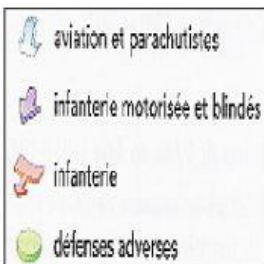 aviation et parachutistes
infanterie motorisée et blindés
infanterie
défenses adverses